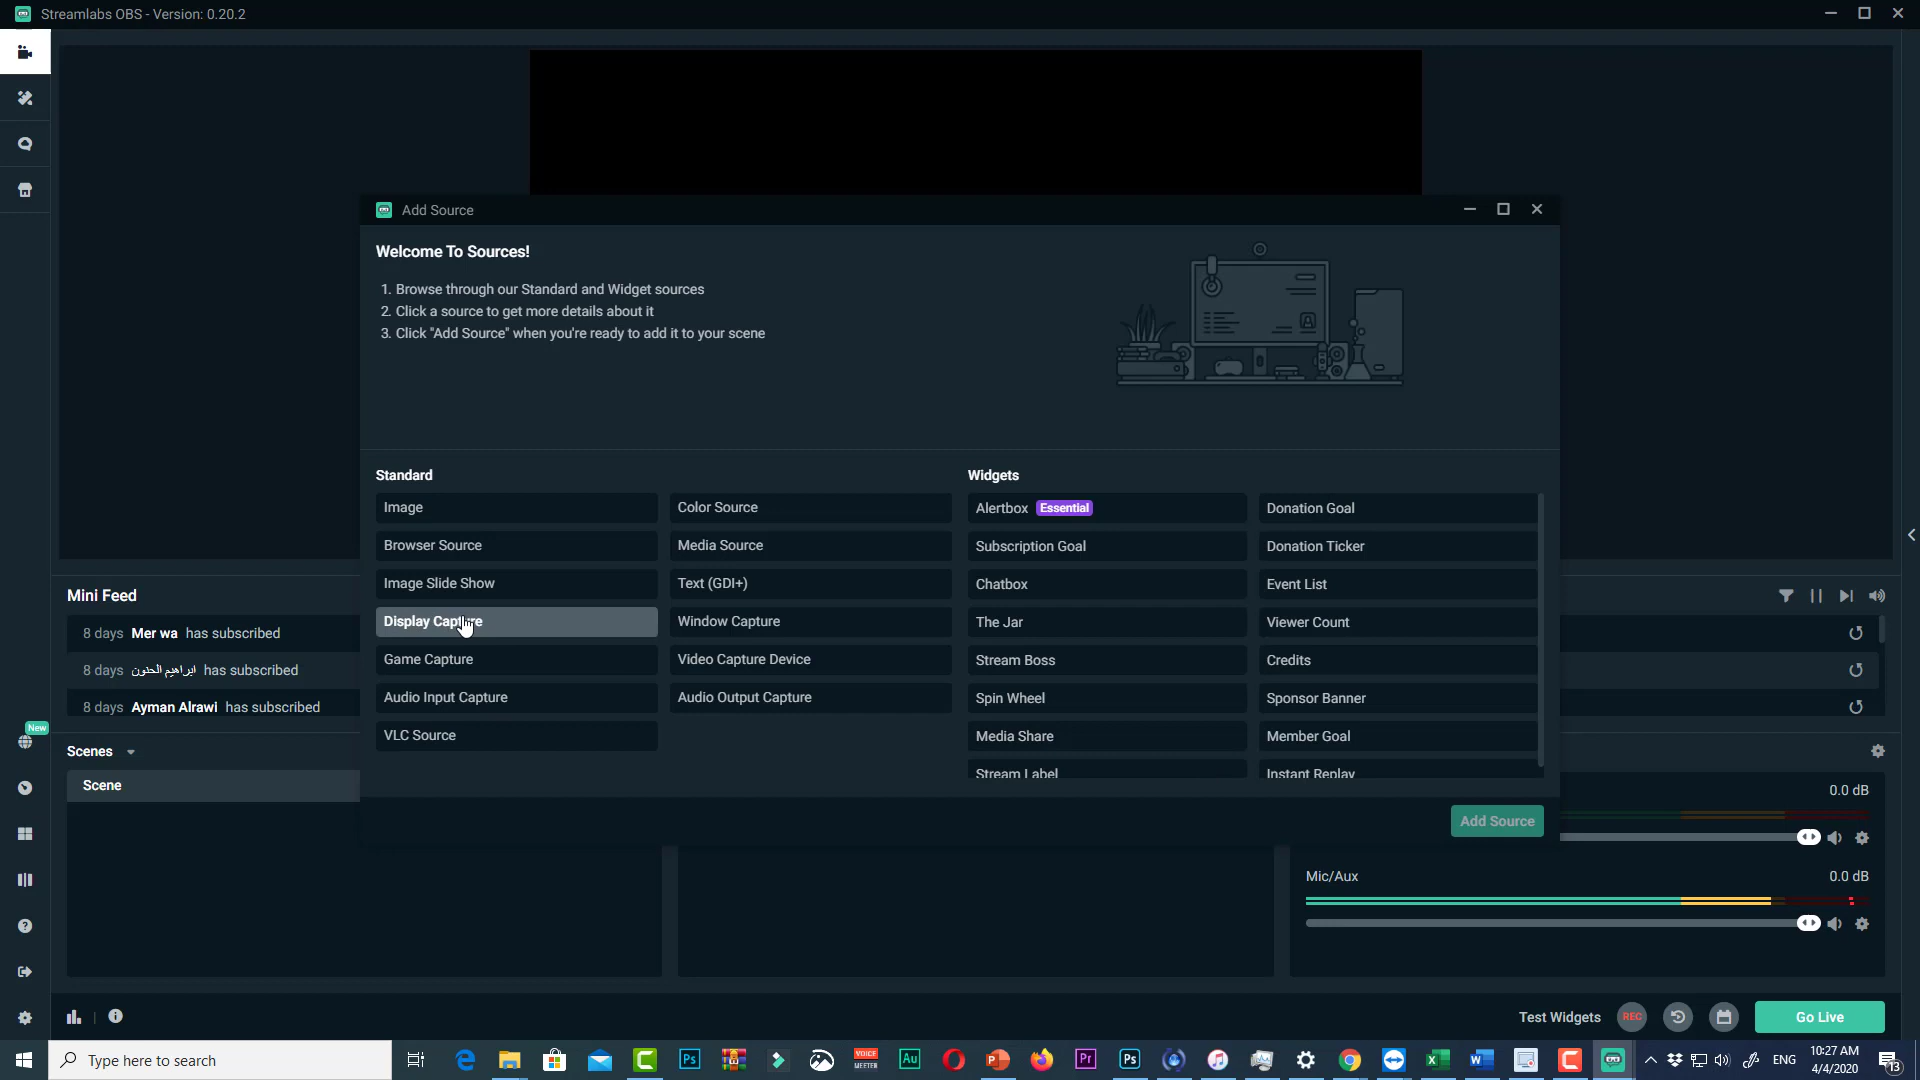 Streamlabs OBS - Version: 0.20.2
Add Source
Welcome To Sources!
1. Browse through our Standard and Widget sources
2. Click a source to get more details about it
3. Click "Add Source" when you're ready to add it to your scene
Standard
Image
Color Source
Browser Source
Media Source
Image Slide Show
Text (GDI+)
Display Capture
Window Capture
Game Capture
Video Capture Device
Audio Input Capture
Audio Output Capture
VLC Source
Widgets
Alertbox Essential
Donation Goal
Subscription Goal
Donation Ticker
Chatbox
Event List
The Jar
Viewer Count
Stream Boss
Credits
Spin Wheel
Sponsor Banner
Media Share
Member Goal
Stream Label
Instant Replay
Add Source
Mini Feed
8 days Mer wa has subscribed
8 days ابراهيم الحنون has subscribed
8 days Ayman Alrawi has subscribed
New
Scenes
Scene
0.0 dB
Mic/Aux 0.0 dB
Test Widgets REC Go Live
Type here to search
VOICE MEETER
ENG
10:27 AM
4/4/2020
13